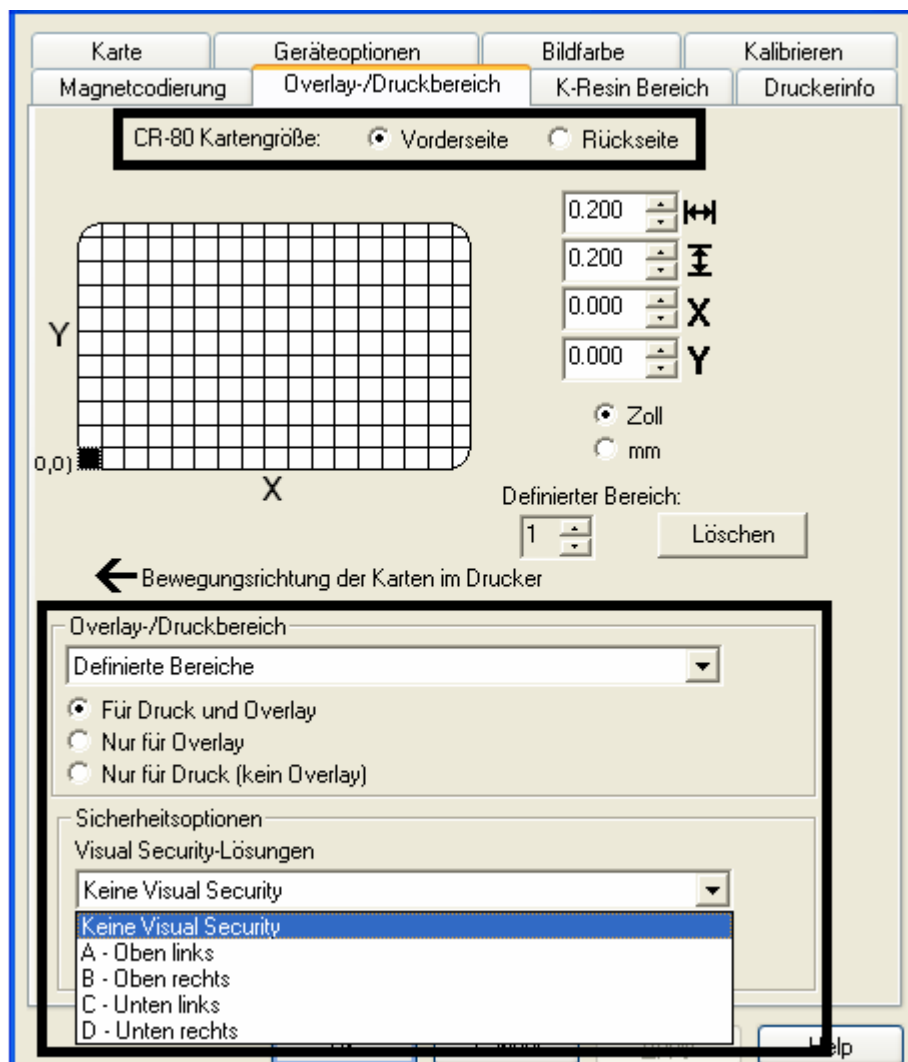 Karte Geräteoptionen Bildfarbe Kalibrieren
Magnetcodierung Overlay-/Druckbereich K-Resin Bereich Druckerinfo
CR-80 Kartengröße: Vorderseite Rückseite
0.200
0.200
0.000 X
0.000 Y
Y
Zoll
mm
0,0)
X
Definierter Bereich:
1 Löschen
Bewegungsrichtung der Karten im Drucker
Overlay-/Druckbereich
Definierte Bereiche
Für Druck und Overlay
Nur für Overlay
Nur für Druck (kein Overlay)
Sicherheitsoptionen
Visual Security-Lösungen
Keine Visual Security
Keine Visual Security
A - Oben links
B - Oben rechts
C - Unten links
D - Unten rechts
Help